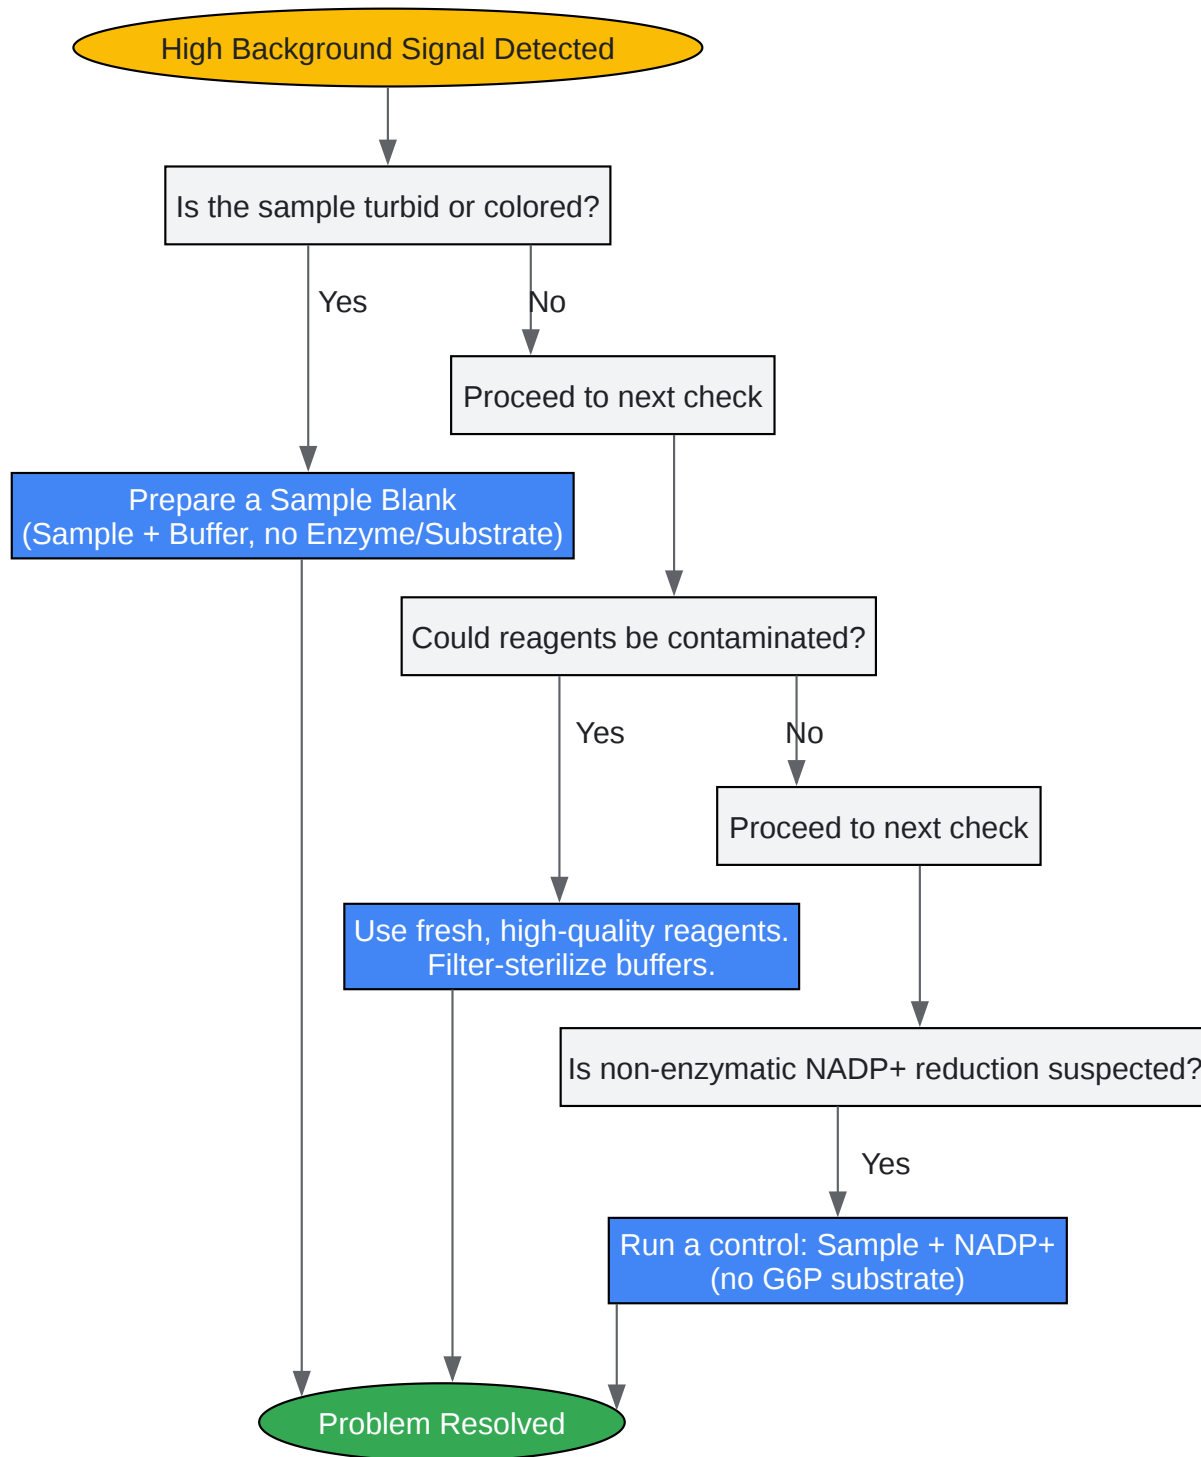 High Background Signal Detected
Is the sample turbid or colored?
Yes
No
Proceed to next check
Prepare a Sample Blank
(Sample + Buffer, no Enzyme/Substrate)
Could reagents be contaminated?
Yes
No
Proceed to next check
Use fresh, high-quality reagents.
Filter-sterilize buffers.
Is non-enzymatic NADP+ reduction suspected?
Yes
Run a control: Sample + NADP+
(no G6P substrate)
Problem Resolved